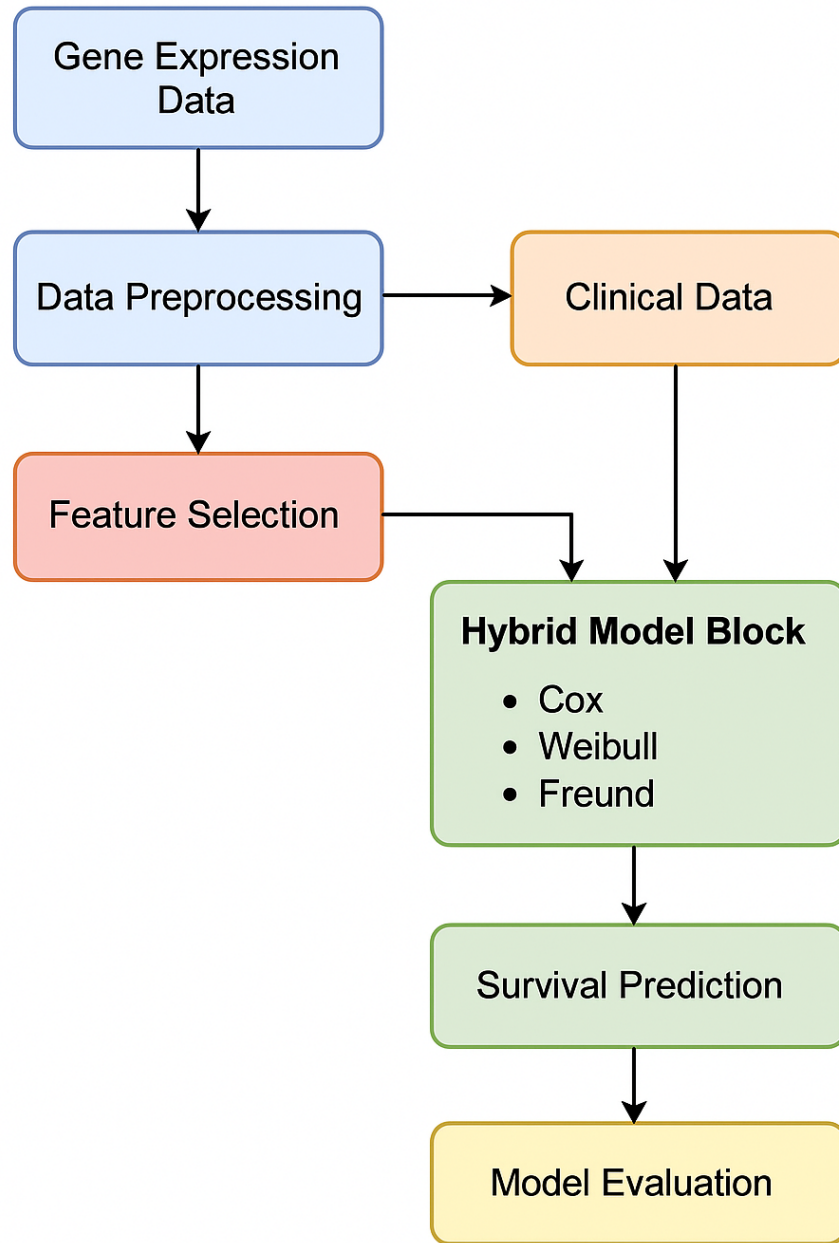 Gene Expression
Data
Data Preprocessing
Clinical Data
Feature Selection
Hybrid Model Block
• Cox
• Weibull
• Freund
Survival Prediction
Model Evaluation